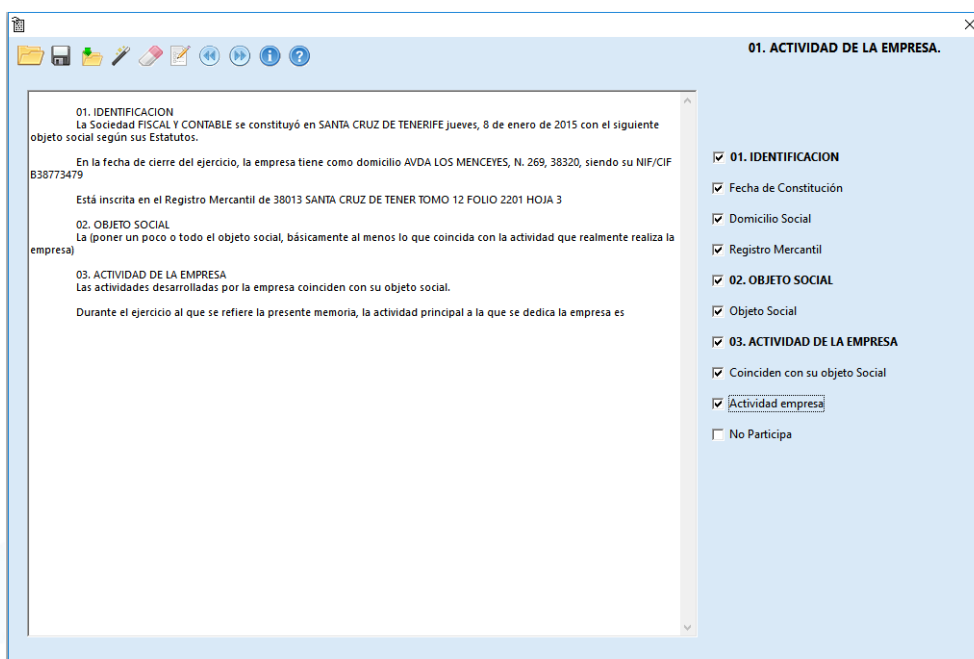 01. ACTIVIDAD DE LA EMPRESA.
01. IDENTIFICACION
La Sociedad FISCAL Y CONTABLE se constituyó en SANTA CRUZ DE TENERIFE jueves, 8 de enero de 2015 con el siguiente
objeto social según sus Estatutos.
En la fecha de cierre del ejercicio, la empresa tiene como domicilio AVDA LOS MENCEYES, N. 269, 38320, siendo su NIF/CIF
B38773479
Está inscrita en el Registro Mercantil de 38013 SANTA CRUZ DE TENER TOMO 12 FOLIO 2201 HOJA 3
02. OBJETO SOCIAL
La (poner un poco o todo el objeto social, básicamente al menos lo que coincida con la actividad que realmente realiza la
empresa)
03. ACTIVIDAD DE LA EMPRESA
Las actividades desarrolladas por la empresa coinciden con su objeto social.
Durante el ejercicio al que se refiere la presente memoria, la actividad principal a la que se dedica la empresa es
01. IDENTIFICACION
Fecha de Constitución
Domicilio Social
Registro Mercantil
02. OBJETO SOCIAL
Objeto Social
03. ACTIVIDAD DE LA EMPRESA
Coinciden con su objeto Social
Actividad empresa
No Participa